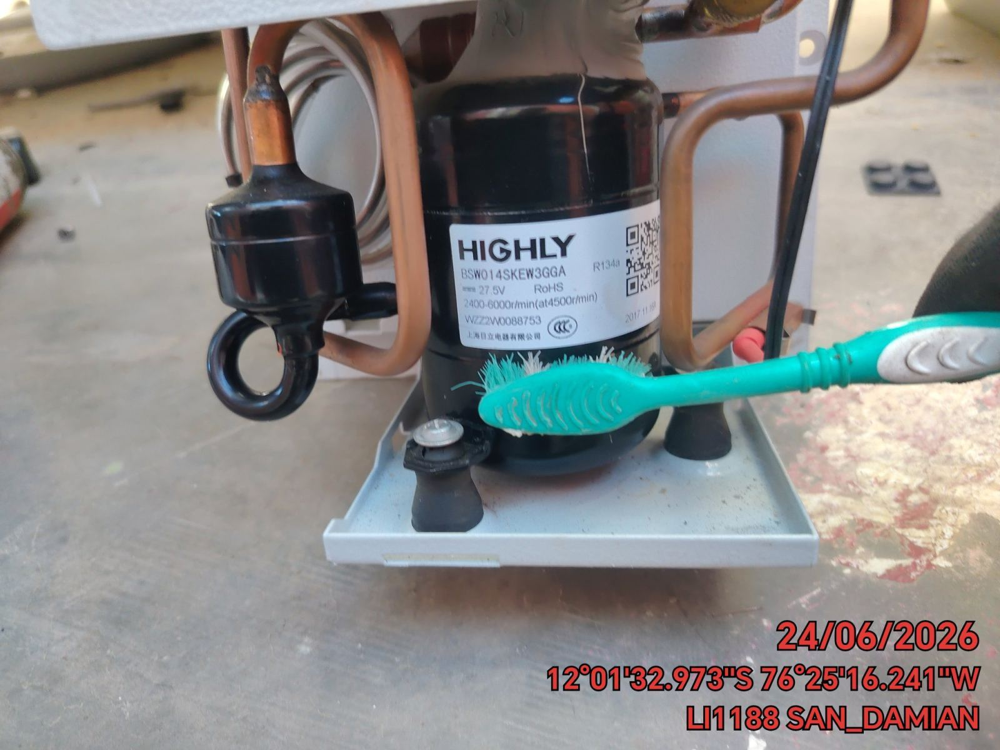 HIGHLY
BSW014SKEW3GGA
R134a
⎓ 27.5V RoHS
2400-6000r/min(at4500r/min)
WZZ2W0088753
CCC
2017.11.16
上海日立电器有限公司
24/06/2026
12°01'32.973"S 76°25'16.241"W
LI1188 SAN_DAMIAN